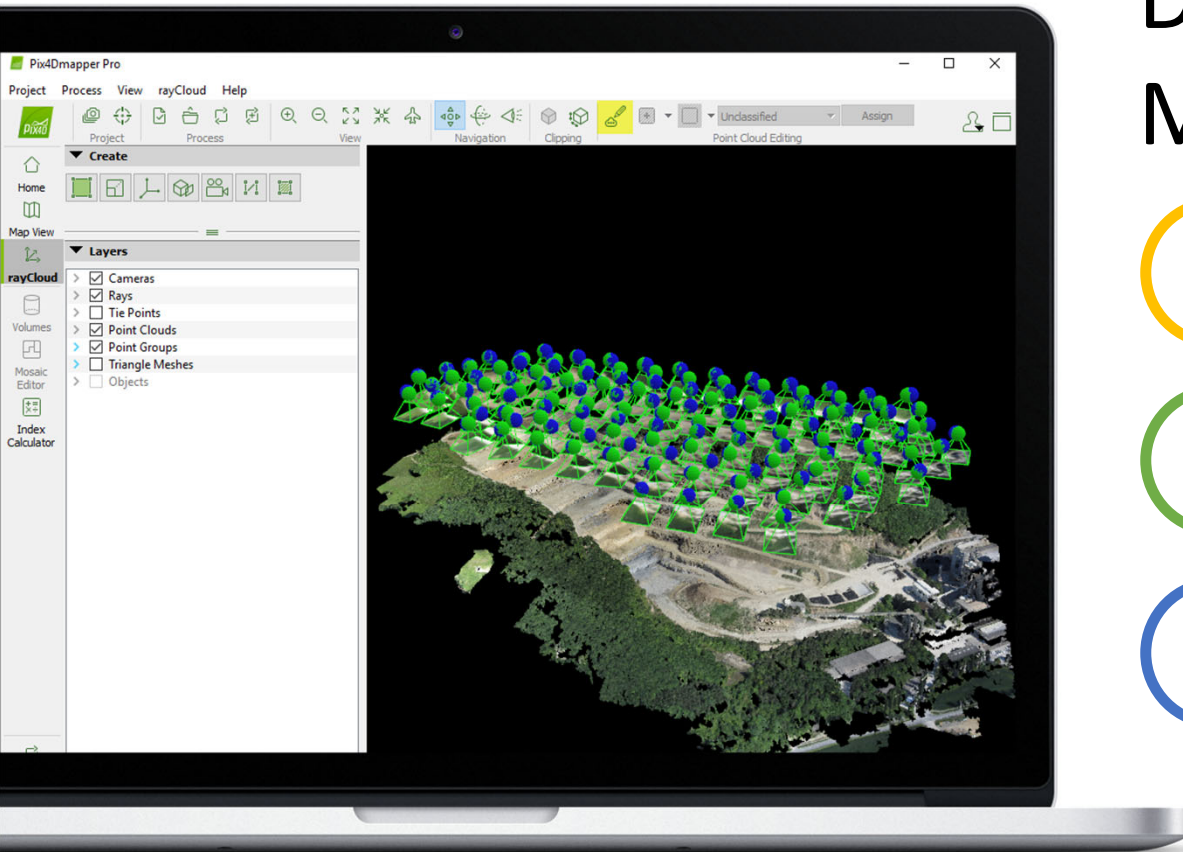 D
M
Pix4Dmapper Pro
Project Process View rayCloud Help
PIX4D
Project Process View Navigation Clipping Point Cloud Editing
Unclassified Assign
Home
Map View
rayCloud
Volumes
Mosaic
Editor
Index
Calculator
Create
Layers
Cameras
Rays
Tie Points
Point Clouds
Point Groups
Triangle Meshes
Objects